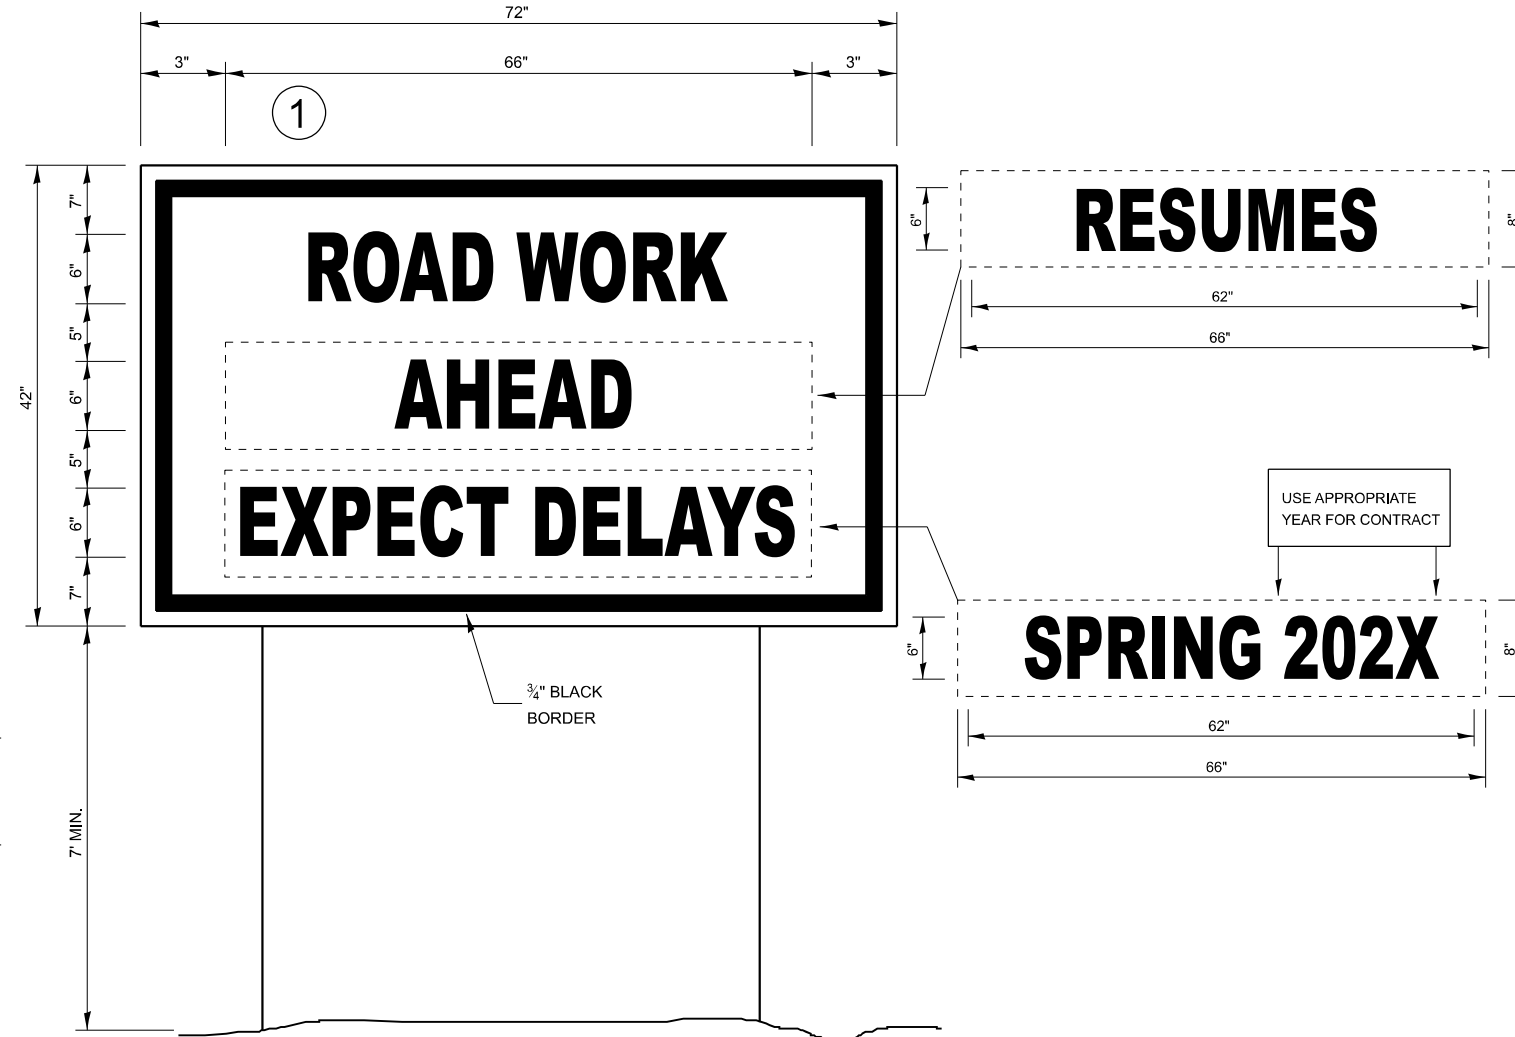 72"
3" 66" 3"
1
ROAD WORK
AHEAD
EXPECT DELAYS
42"
7"
6"
5"
6"
5"
6"
7"
7' MIN.
¾" BLACK
BORDER
RESUMES
6"
8"
62"
66"
USE APPROPRIATE
YEAR FOR CONTRACT
SPRING 202X
6"
8"
62"
66"